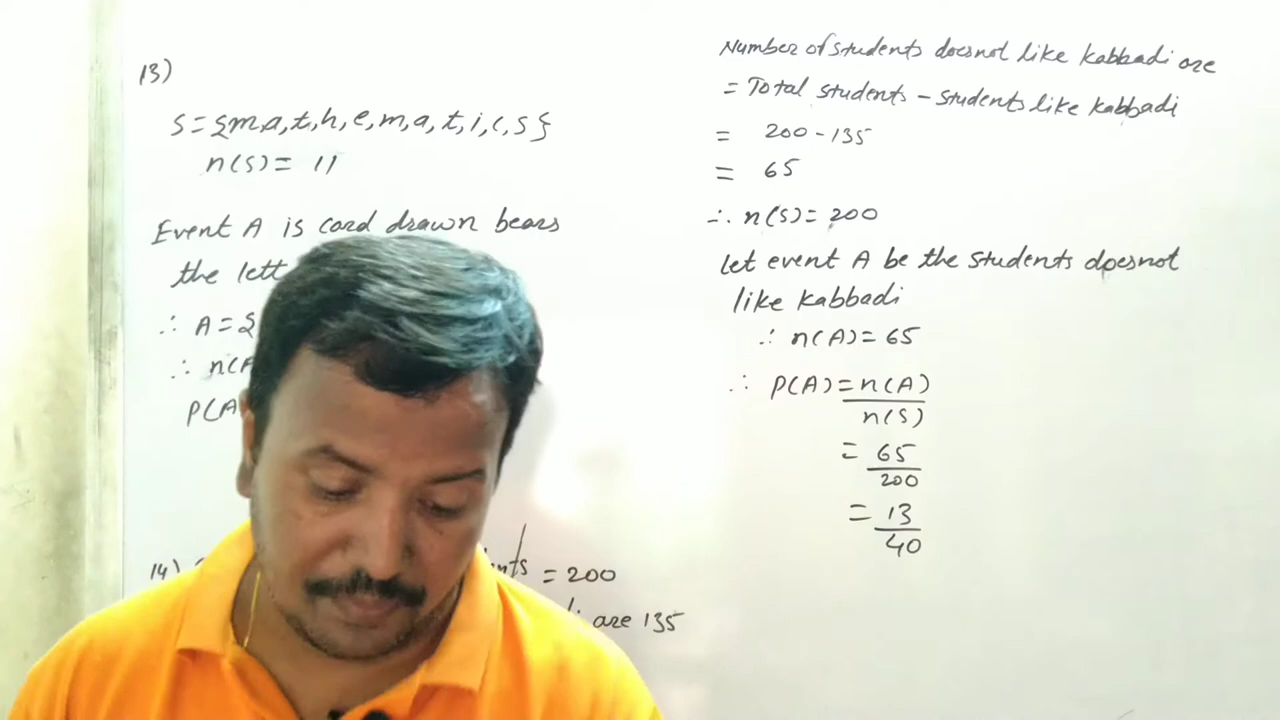 13)
S = {m,a,t,h,e,m,a,t,i,c,s}
n(S) = 11
Event A is card drawn bears
the
∴ A = {
∴
14)
= 200
are 135
Number of students doesnot like kabbadi are
= Total students - students like kabbadi
= 200 - 135
= 65
∴ n(S) = 200
let event A be the students doesnot
like kabbadi
∴ n(A) = 65
∴ P(A) = n(A)
n(S)
= 65
200
= 13
40